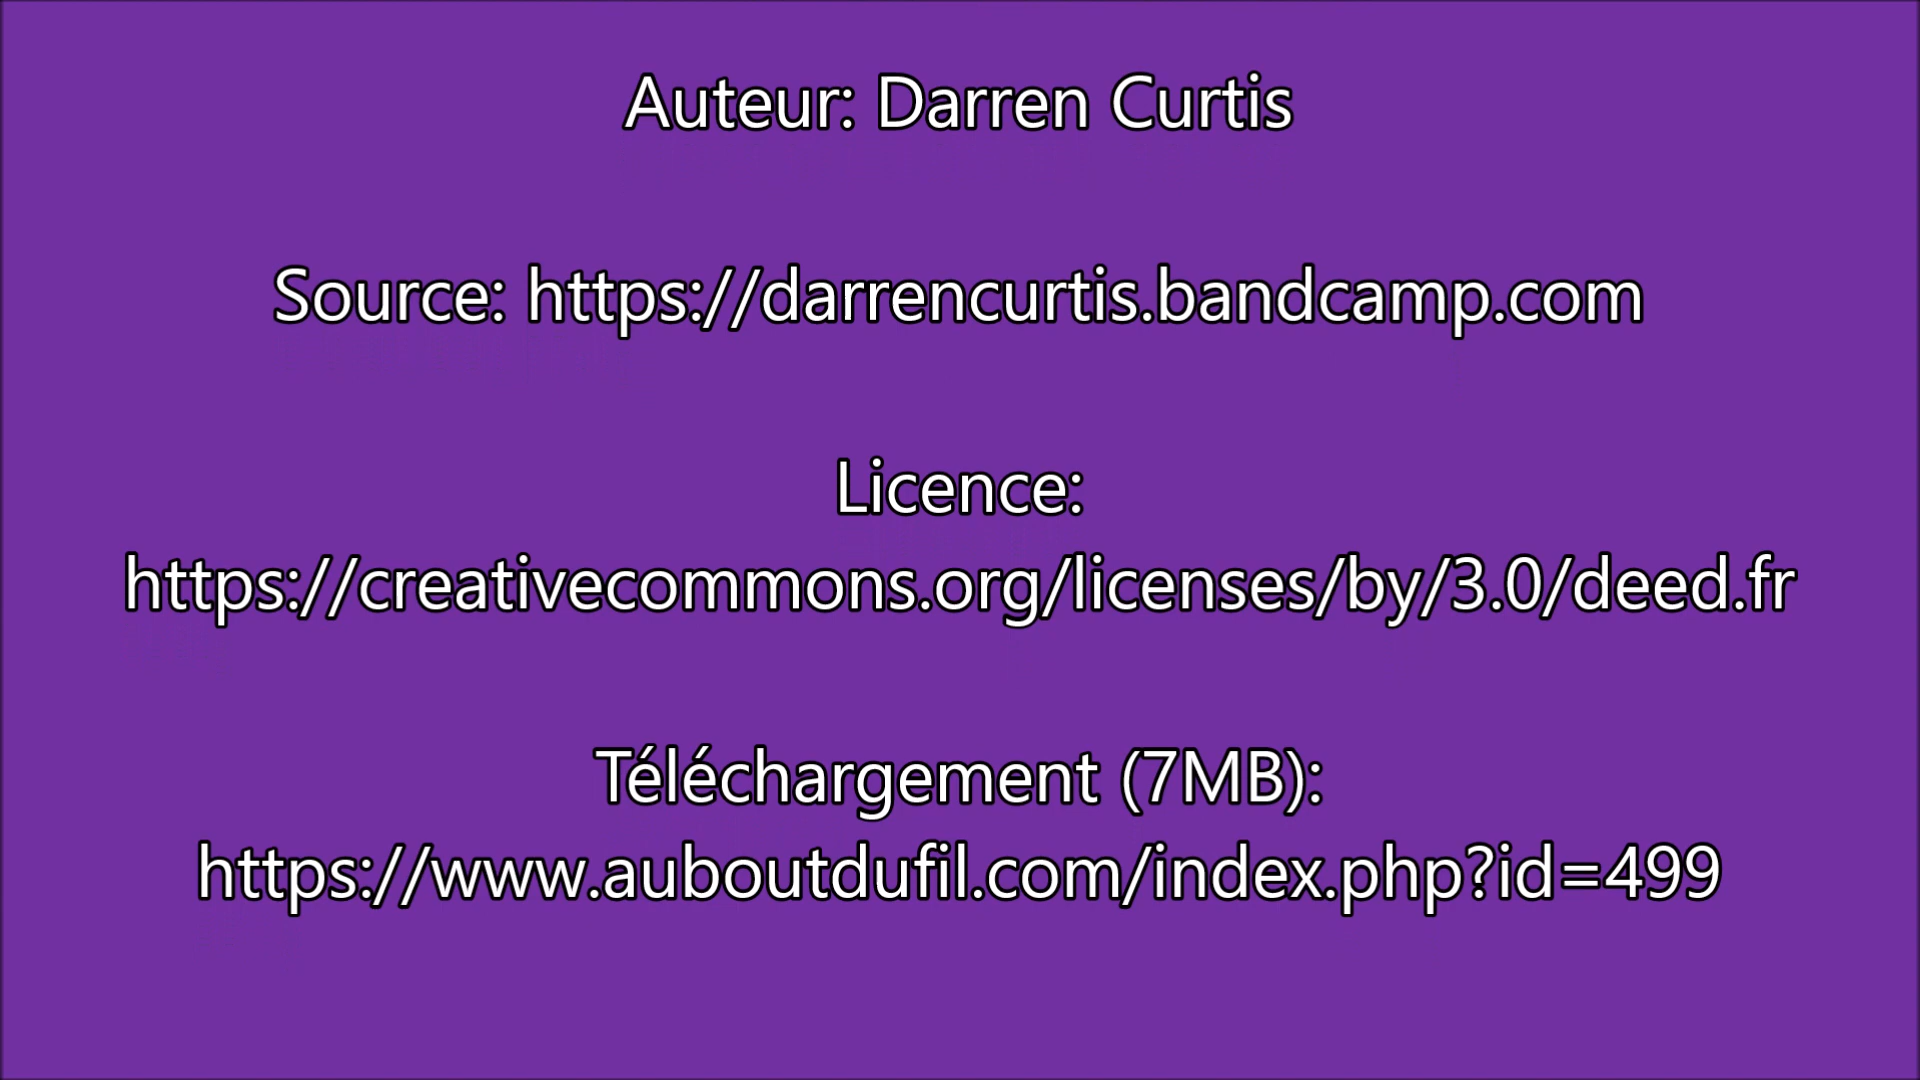 Auteur: Darren Curtis
Source: https://darrencurtis.bandcamp.com
Licence:
https://creativecommons.org/licenses/by/3.0/deed.fr
Téléchargement (7MB):
https://www.auboutdufil.com/index.php?id=499